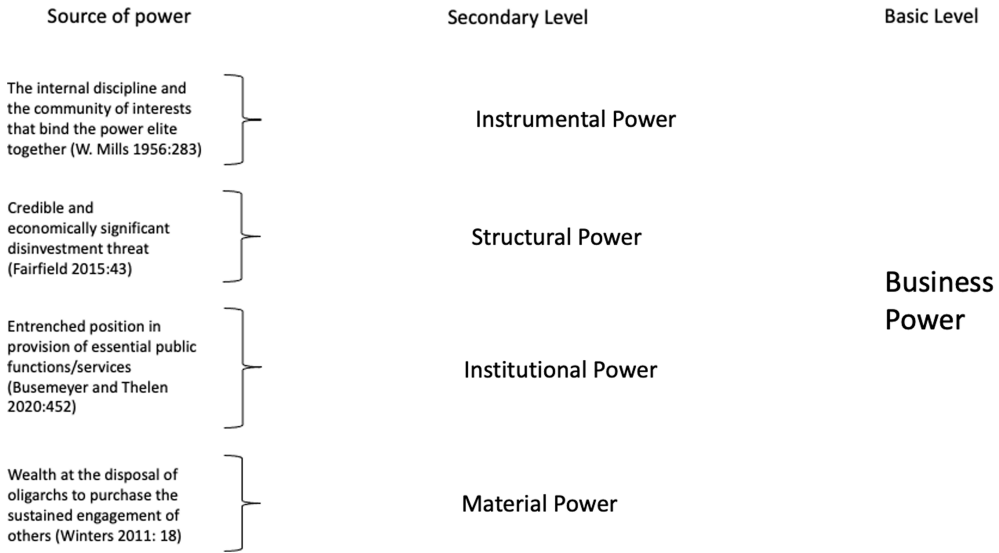 Source of power
Secondary Level
Basic Level
The internal discipline and
the community of interests
that bind the power elite
together (W. Mills 1956:283)
Instrumental Power
Credible and
economically significant
disinvestment threat
(Fairfield 2015:43)
Structural Power
Business
Power
Entrenched position in
provision of essential public
functions/services
(Busemeyer and Thelen
2020:452)
Institutional Power
Wealth at the disposal of
oligarchs to purchase the
sustained engagement of
others (Winters 2011: 18)
Material Power